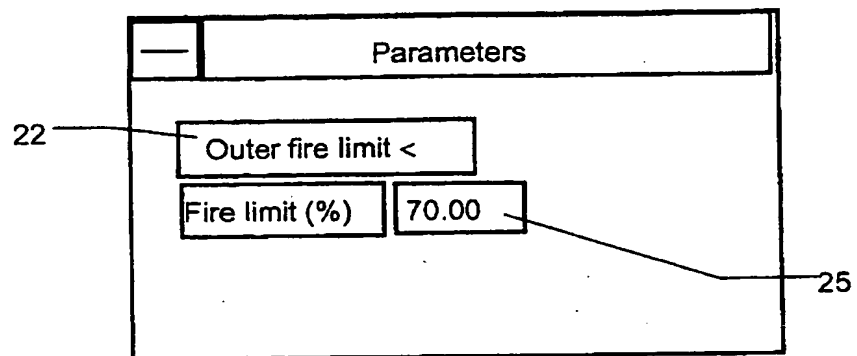 Parameters
22
Outer fire limit <
Fire limit (%) 70.00
25